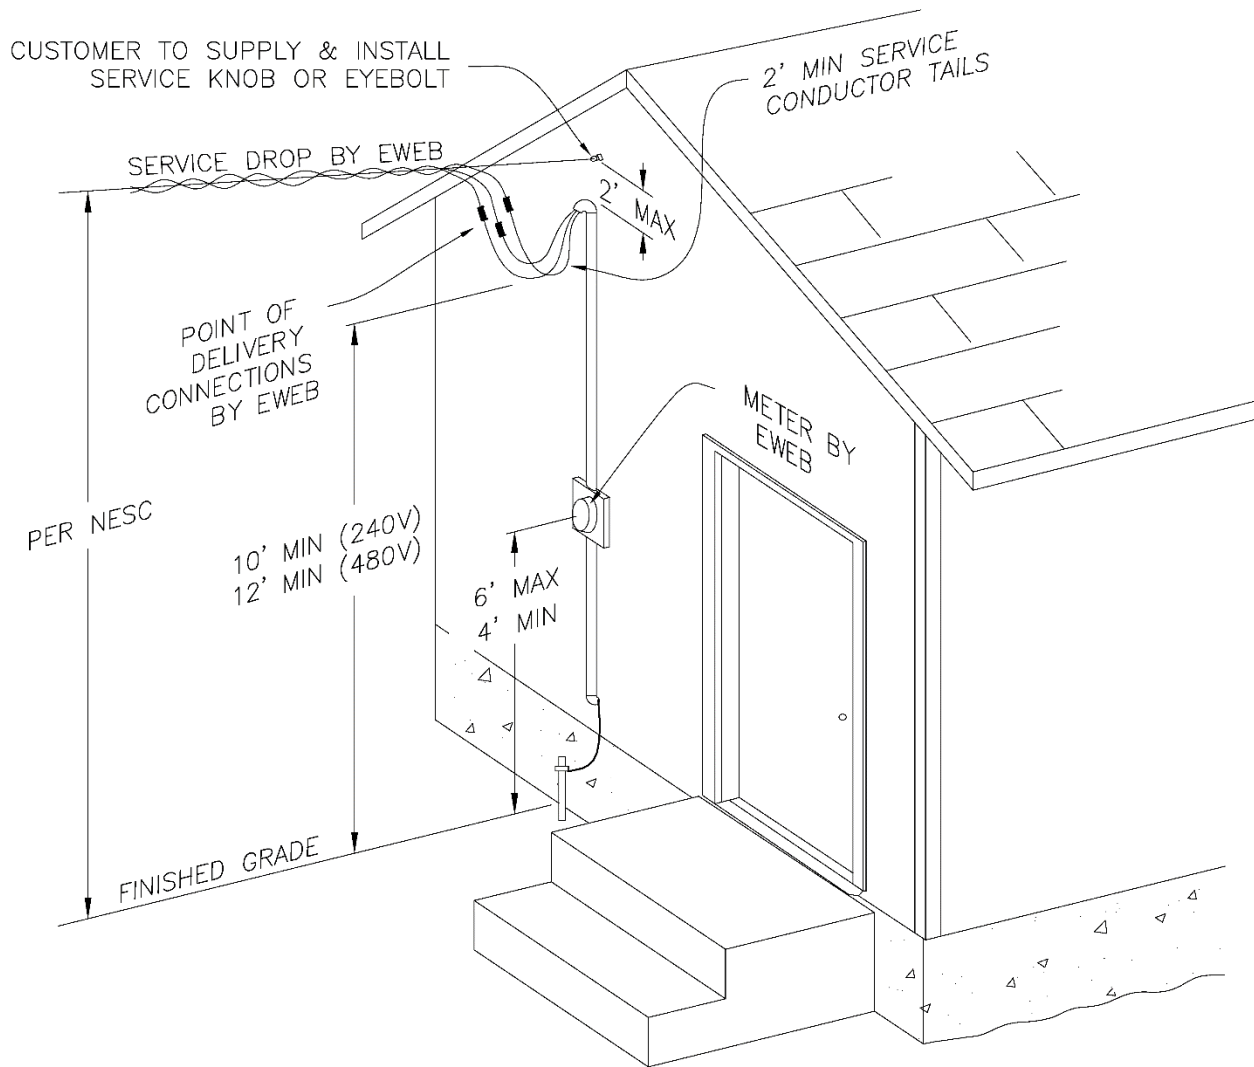 CUSTOMER TO SUPPLY & INSTALL
SERVICE KNOB OR EYEBOLT
2' MIN SERVICE
CONDUCTOR TAILS
SERVICE DROP BY EWEB
2' MAX
POINT OF
DELIVERY
CONNECTIONS
BY EWEB
METER BY
EWEB
PER NESC
10' MIN (240V)
12' MIN (480V)
6' MAX
4' MIN
FINISHED GRADE